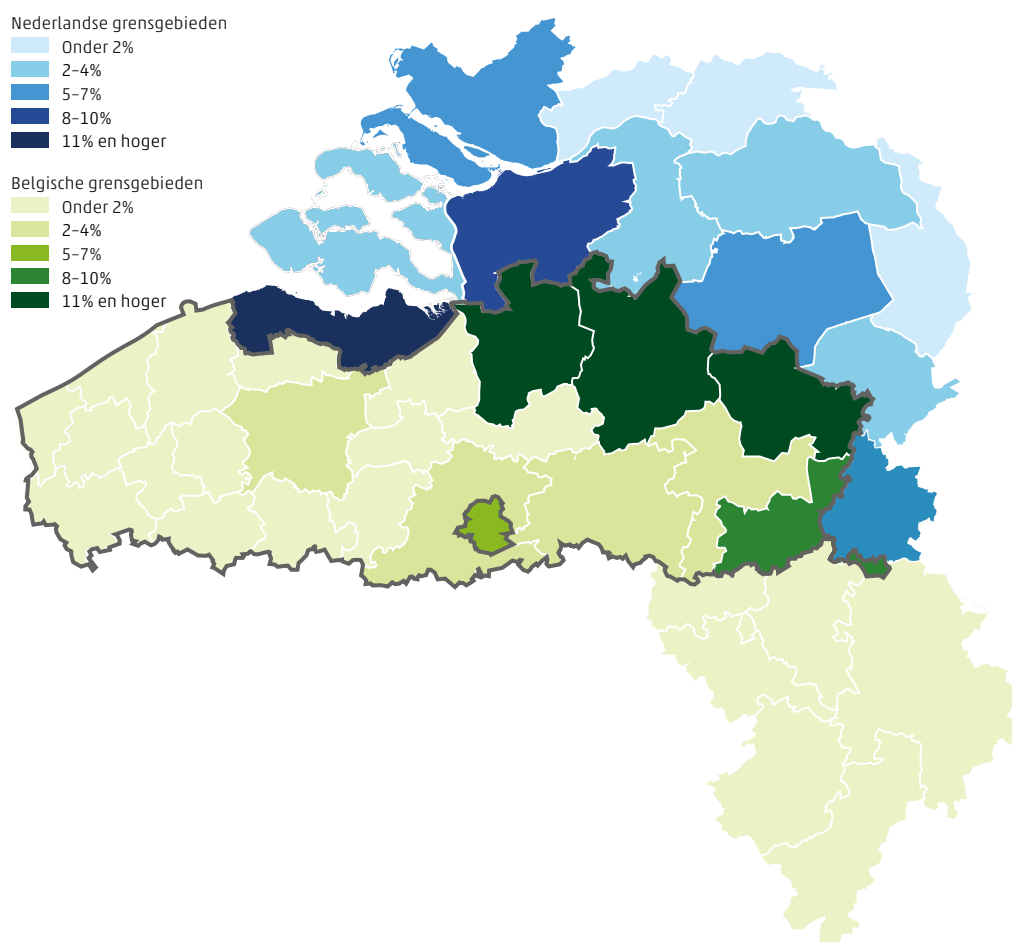 Nederlandse grensgebieden
Onder 2%
2–4%
5–7%
8–10%
11% en hoger
Belgische grensgebieden
Onder 2%
2–4%
5–7%
8–10%
11% en hoger